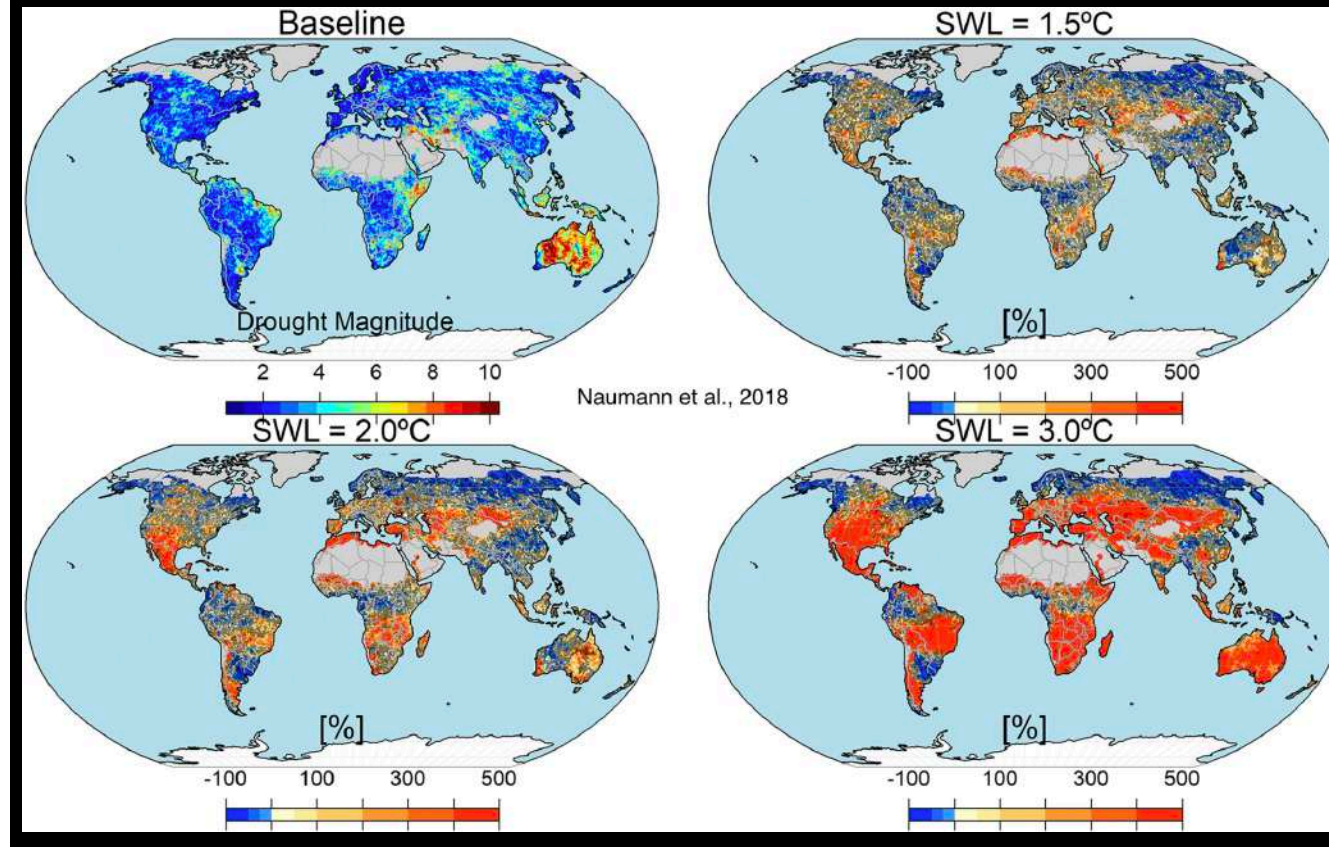 Baseline
SWL = 1.5ºC
Drought Magnitude
2 4 6 8 10
[%]
-100 100 300 500
Naumann et al., 2018
SWL = 2.0ºC
SWL = 3.0ºC
[%]
-100 100 300 500
[%]
-100 100 300 500